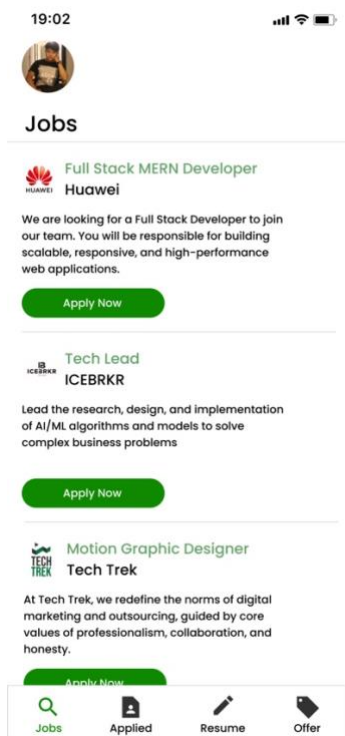 19:02
Jobs
Full Stack MERN Developer
HUAWEI
Huawei
We are looking for a Full Stack Developer to join
our team. You will be responsible for building
scalable, responsive, and high-performance
web applications.
Apply Now
Tech Lead
ICEBRKR
ICEBRKR
Lead the research, design, and implementation
of AI/ML algorithms and models to solve
complex business problems
Apply Now
Motion Graphic Designer
TECH
TREK
Tech Trek
At Tech Trek, we redefine the norms of digital
marketing and outsourcing, guided by core
values of professionalism, collaboration, and
honesty.
Apply Now
Jobs
Applied
Resume
Offer